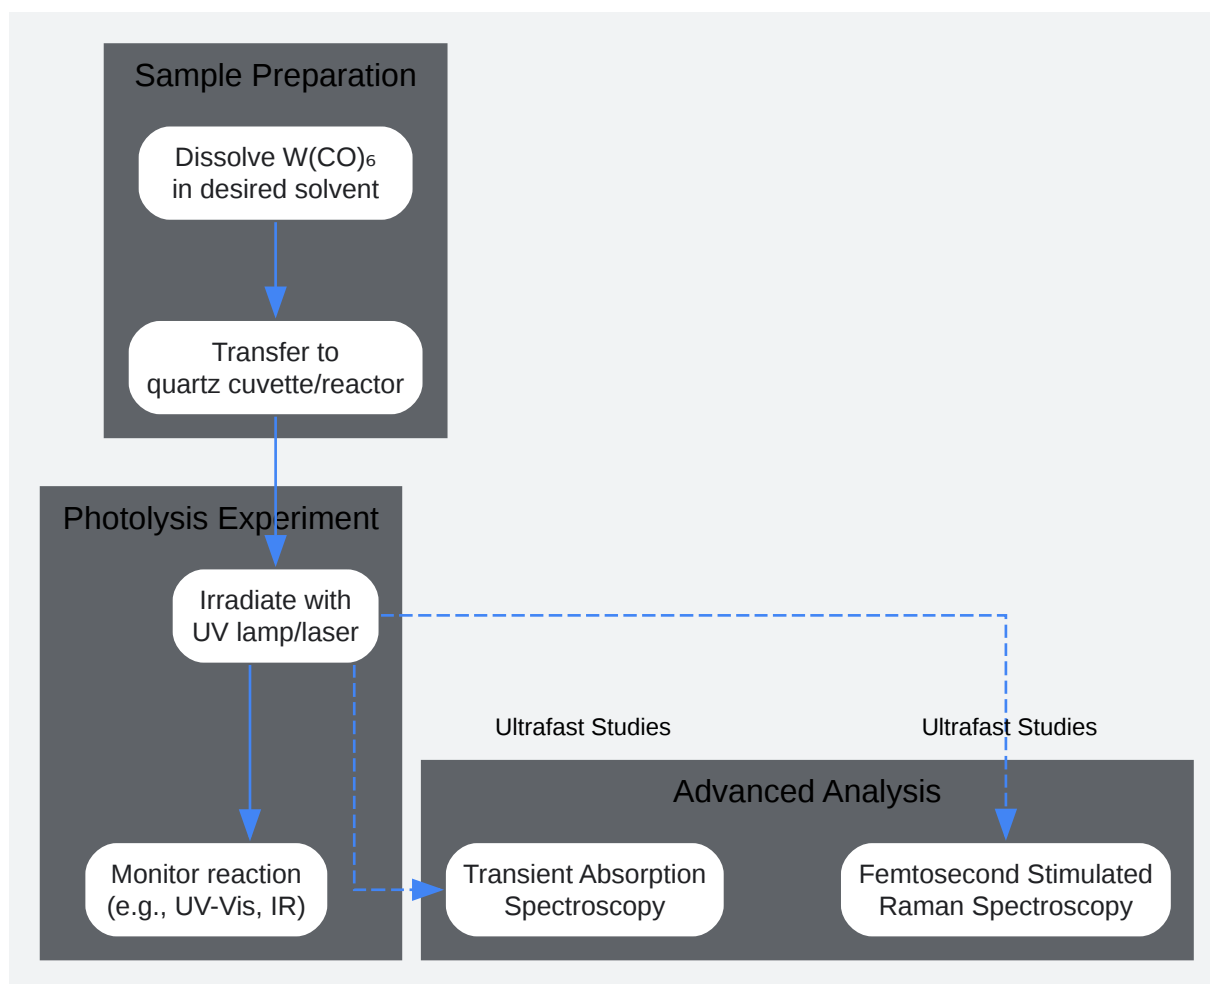 Sample Preparation
Dissolve W(CO)₆
in desired solvent
Transfer to
quartz cuvette/reactor
Photolysis Experiment
Irradiate with
UV lamp/laser
Ultrafast Studies
Ultrafast Studies
Advanced Analysis
Monitor reaction
(e.g., UV-Vis, IR)
Transient Absorption
Spectroscopy
Femtosecond Stimulated
Raman Spectroscopy